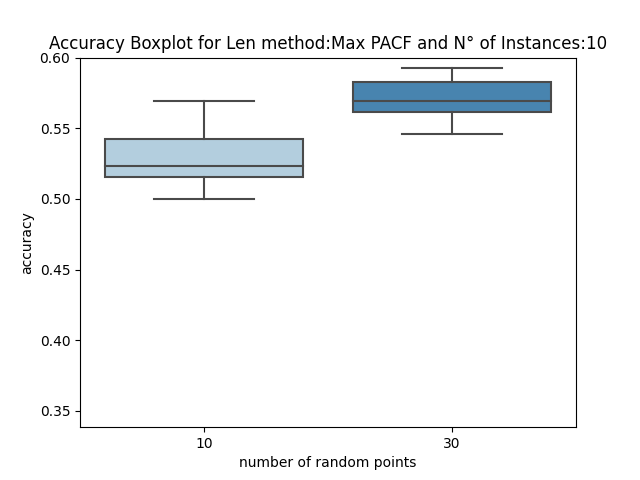 Accuracy Boxplot for Len method:Max PACF and N° of Instances:10
0.60
0.55
0.50
0.45
0.40
0.35
accuracy
10 30
number of random points